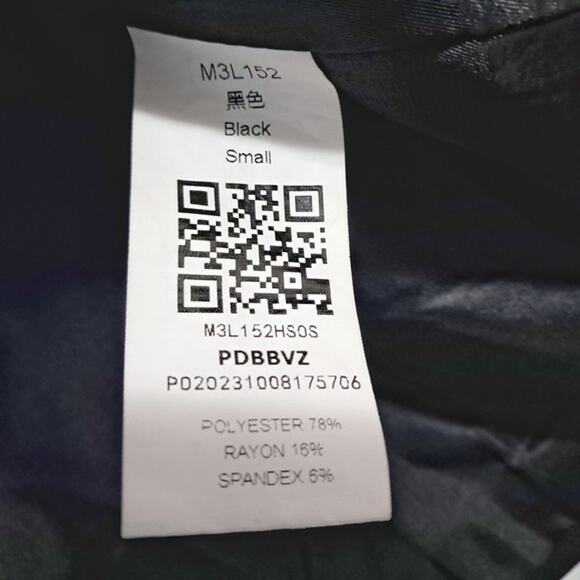 M3L152
黑色
Black
Small
M3L152HS0S
PDBBVZ
P020231008175706
POLYESTER 78%
RAYON 16%
SPANDEX 6%